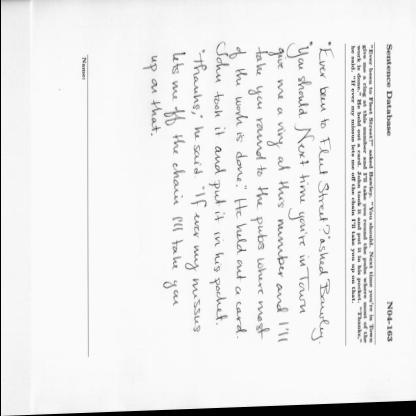 Sentence Database N04-163
"Ever been to Fleet Street?" asked Bawley. "You should. Next time you're in Town
give me a ring at this number and I'll take you round to the pubs where most of the
work is done." He held out a card. John took it and put it in his pocket. "Thanks,"
he said. "If ever my missus lets me off the chain I'll take you up on that.
"Ever been to Fleet Street?" asked Bawley.
"You should. Next time you're in Town
give me a ring at this number and I'll
take you round to the pubs where most
of the work is done." He held out a card.
John took it and put it in his pocket.
"Thanks," he said "If ever my missus
lets me off the chain I'll take you
up on that.
Name: